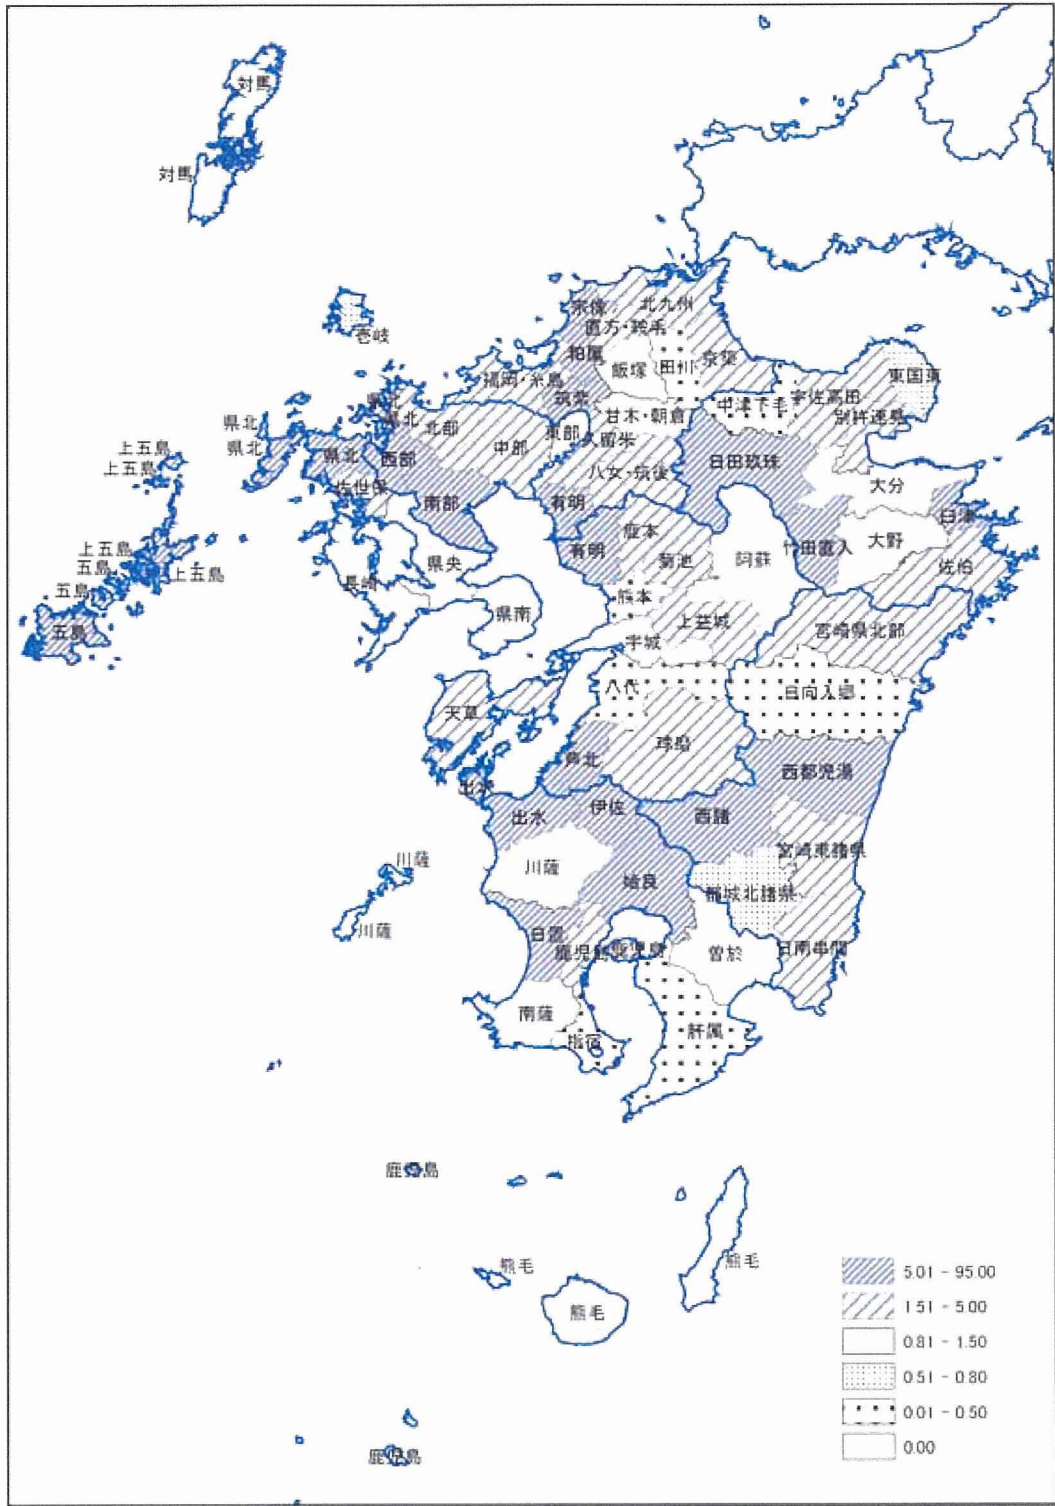 対馬
対馬
壱岐
宗像
北九州
直方・鞍手
粕屋
飯塚
田川
京築
福岡・糸島
筑紫
甘木・朝倉
中津下毛
宇佐高田
東国東
別杵速見
県北
県北
北部
中部
東部
久留米
八女・筑後
日田玖珠
大分
県北
県北
県北
西部
佐世保
南部
有明
臼津
上五島
上五島
有明
鹿本
菊池
阿蘇
竹田直入
大野
佐伯
上五島
五島
上五島
五島
五島
長崎
県央
県南
熊本
宇城
上益城
宮崎県北部
天草
八代
日向入郷
球磨
芦北
西都児湯
出水
出水
伊佐
西諸
川薩
川薩
川薩
姶良
宮崎東諸県
都城北諸県
日置
鹿児島
鹿児島
曽於
日南串間
南薩
指宿
肝属
鹿児島
熊毛
熊毛
熊毛
鹿児島
5.01 - 95.00
1.51 - 5.00
0.81 - 1.50
0.51 - 0.80
0.01 - 0.50
0.00